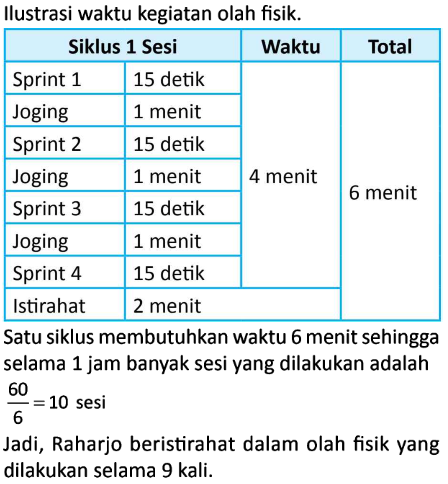 Ilustrasi waktu kegiatan olah fisik.
Siklus 1 Sesi Waktu Total
Sprint 1 15 detik
Joging 1 menit
Sprint 2 15 detik
Joging 1 menit 4 menit
6 menit
Sprint 3 15 detik
Joging 1 menit
Sprint 4 15 detik
Istirahat 2 menit
Satu siklus membutuhkan waktu 6 menit sehingga
selama 1 jam banyak sesi yang dilakukan adalah
60/6 = 10 sesi
Jadi, Raharjo beristirahat dalam olah fisik yang
dilakukan selama 9 kali.